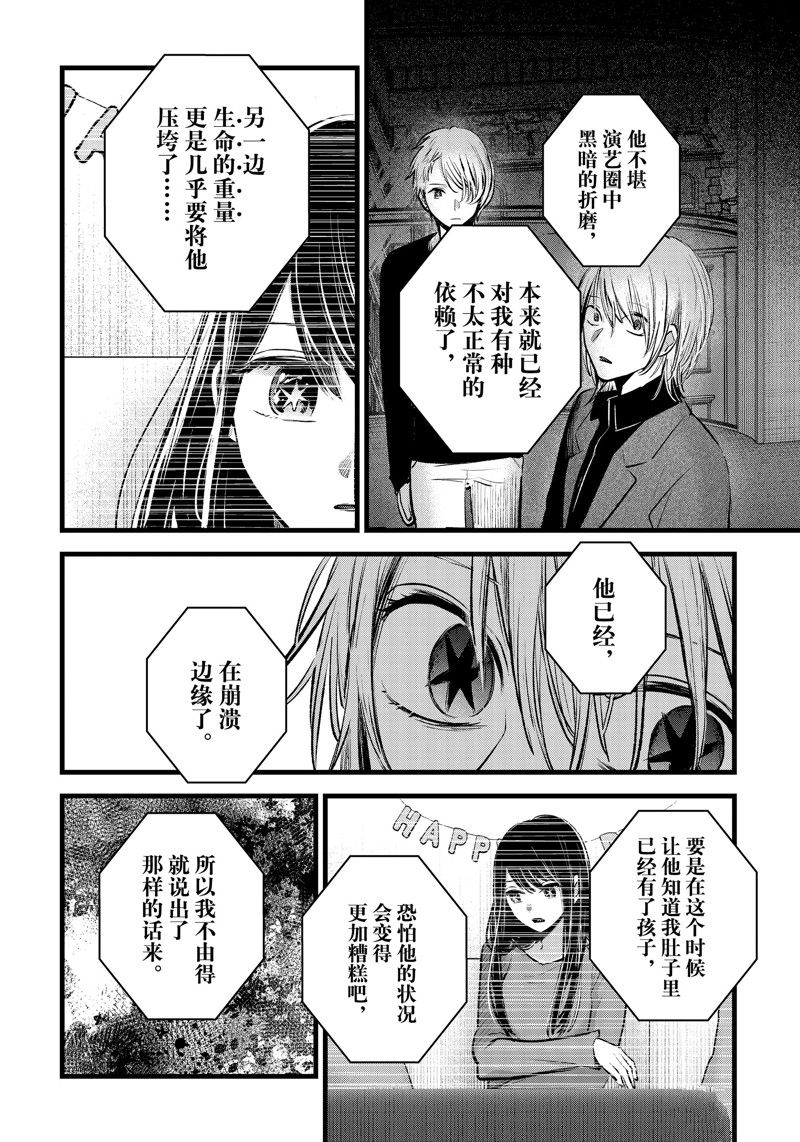 他不堪
演艺圈中
黑暗的折磨，
本来就已经
对我有种
不太正常的
依赖了，
另一边
生命的重量
更是几乎要将他
压垮了……
他已经，
在崩溃
边缘了。
要是在这个时候
让他知道我肚子里
已经有了孩子，
恐怕他的状况
会变得
更加糟糕吧，
HAPP
所以我不由得
就说出了
那样的话来。